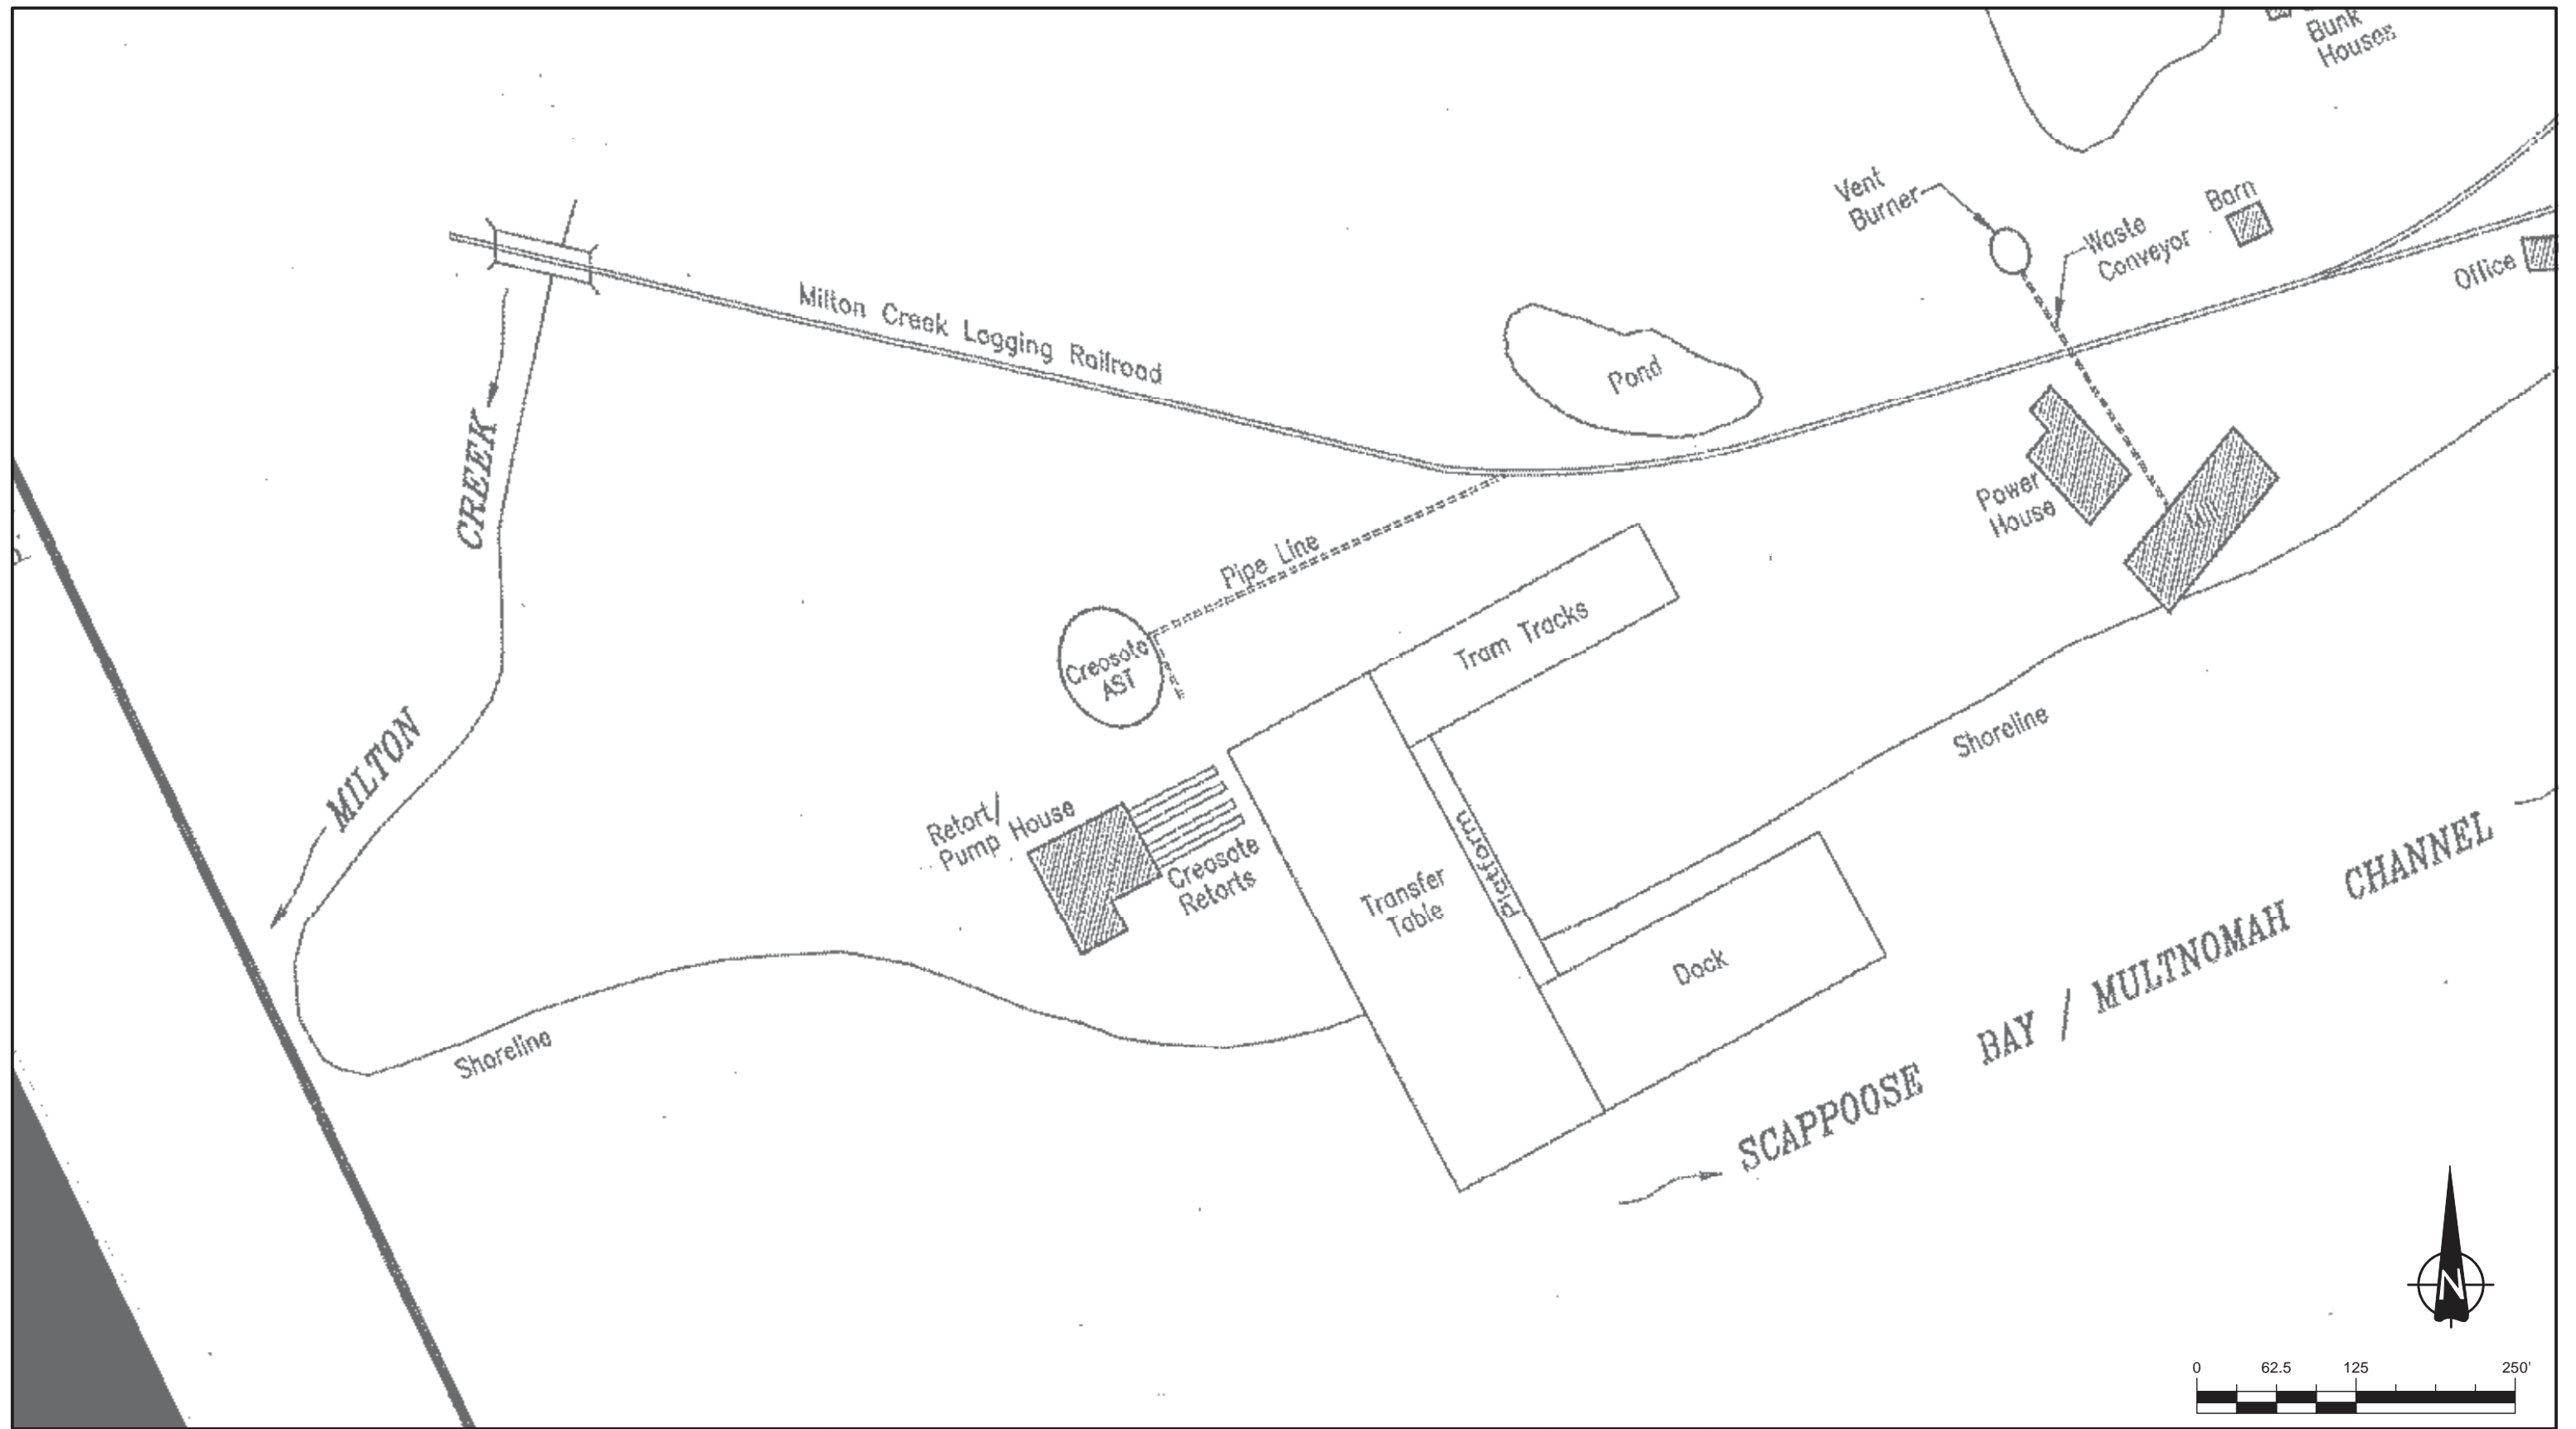 Bunk
Houses
Vent
Burner
Barn
Waste
Conveyor
Office
Milton Creek Logging Railroad
Pond
CREEK
Power
House
Mill
Pipe Line
Creosote
AST
Tram Tracks
MILTON
Shoreline
Retort/
Pump House
Creosote
Retorts
Platform
Transfer
Table
CHANNEL
Dock
SCAPPOOSE BAY / MULTNOMAH
Shoreline
N
0 62.5 125 250'